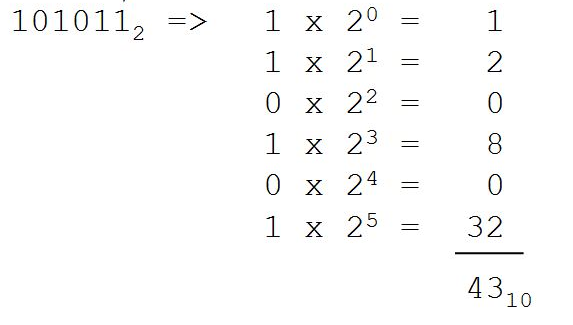 101011₂ => 1 x 2⁰ = 1
1 x 2¹ = 2
0 x 2² = 0
1 x 2³ = 8
0 x 2⁴ = 0
1 x 2⁵ = 32
43₁₀